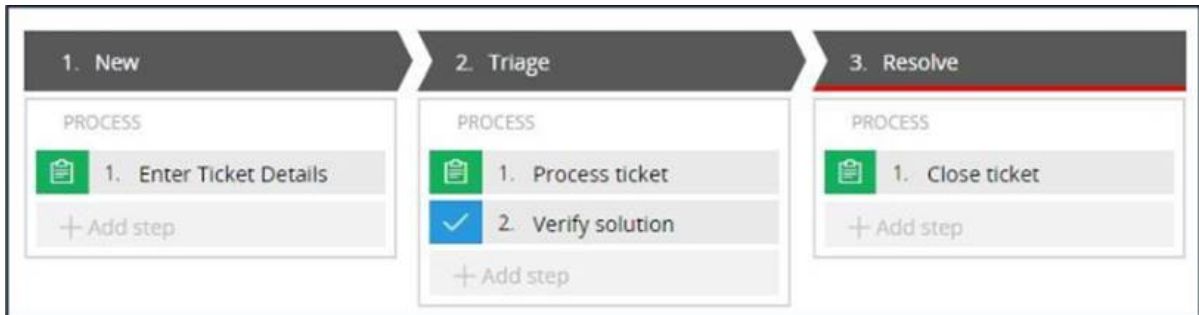 1. New
PROCESS
1. Enter Ticket Details
+ Add step
2. Triage
PROCESS
1. Process ticket
2. Verify solution
+ Add step
3. Resolve
PROCESS
1. Close ticket
+ Add step